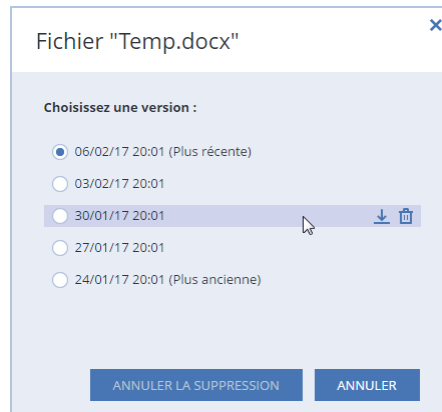 Fichier "Temp.docx"
Choisissez une version :
06/02/17 20:01 (Plus récente)
03/02/17 20:01
30/01/17 20:01
27/01/17 20:01
24/01/17 20:01 (Plus ancienne)
ANNULER LA SUPPRESSION ANNULER